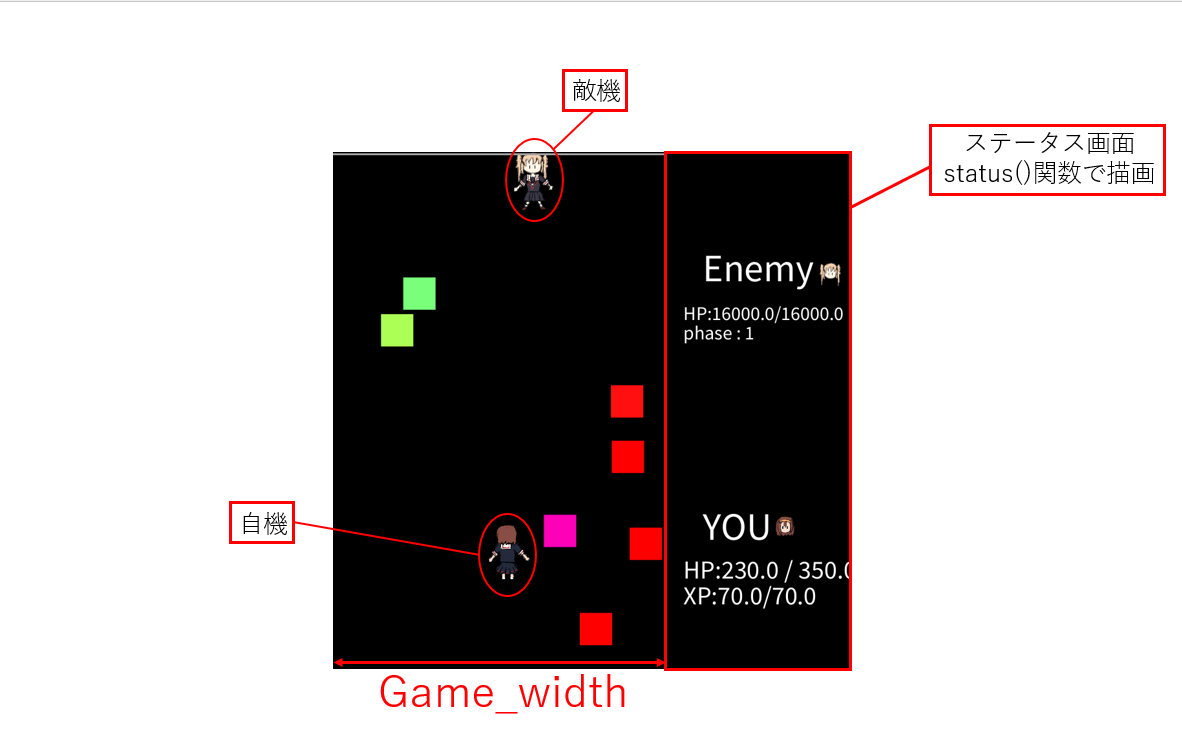 敵機
ステータス画面
status()関数で描画
Enemy
HP:16000.0/16000.0
phase : 1
自機
YOU
HP:230.0 / 350.0
XP:70.0/70.0
Game_width